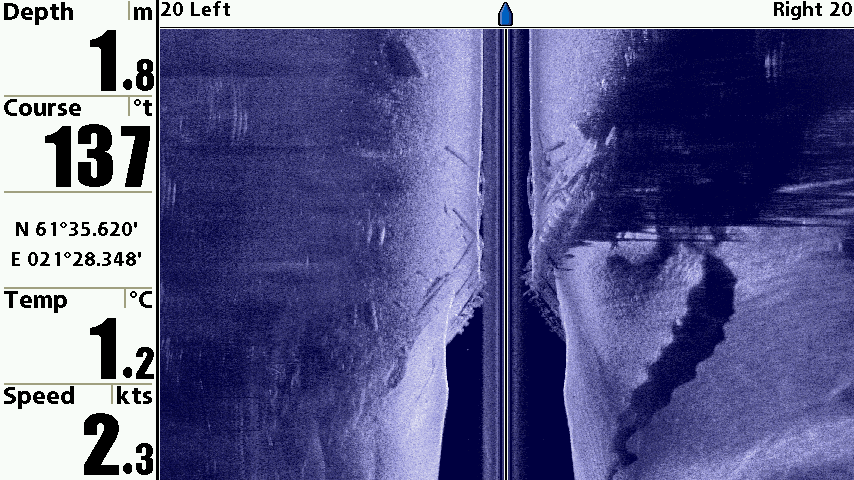 Depth m
1.8
Course °t
137
N 61°35.620'
E 021°28.348'
Temp °C
1.2
Speed kts
2.3
20 Left
Right 20